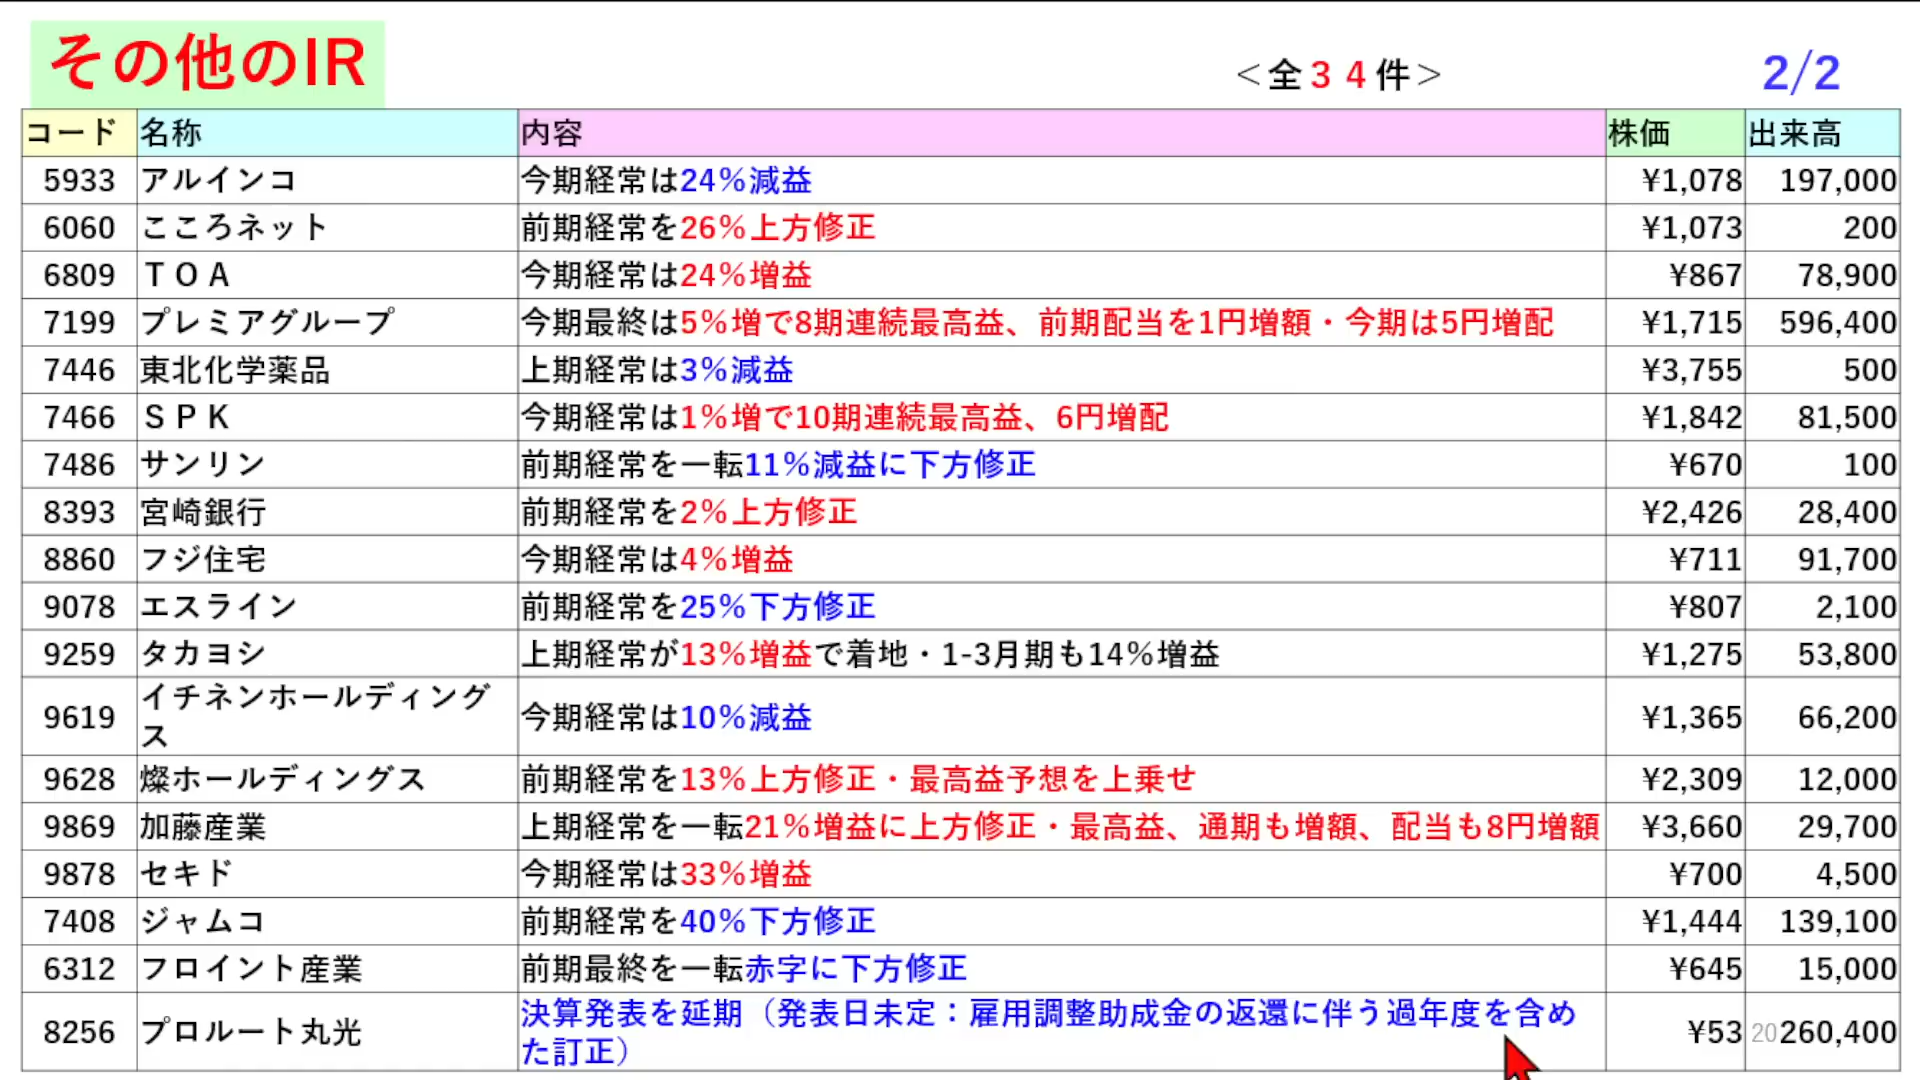 その他のIR
＜全３４件＞
2/2
コード 名称 内容 株価 出来高
5933 アルインコ 今期経常は24％減益 ¥1,078 197,000
6060 こころネット 前期経常を26％上方修正 ¥1,073 200
6809 ＴＯＡ 今期経常は24％増益 ¥867 78,900
7199 プレミアグループ 今期最終は5％増で8期連続最高益、前期配当を1円増額・今期は5円増配 ¥1,715 596,400
7446 東北化学薬品 上期経常は3％減益 ¥3,755 500
7466 ＳＰＫ 今期経常は1％増で10期連続最高益、6円増配 ¥1,842 81,500
7486 サンリン 前期経常を一転11％減益に下方修正 ¥670 100
8393 宮崎銀行 前期経常を2％上方修正 ¥2,426 28,400
8860 フジ住宅 今期経常は4％増益 ¥711 91,700
9078 エスライン 前期経常を25％下方修正 ¥807 2,100
9259 タカヨシ 上期経常が13％増益で着地・1-3月期も14％増益 ¥1,275 53,800
9619 イチネンホールディング
ス 今期経常は10％減益 ¥1,365 66,200
9628 燦ホールディングス 前期経常を13％上方修正・最高益予想を上乗せ ¥2,309 12,000
9869 加藤産業 上期経常を一転21％増益に上方修正・最高益、通期も増額、配当も8円増額 ¥3,660 29,700
9878 セキド 今期経常は33％増益 ¥700 4,500
7408 ジャムコ 前期経常を40％下方修正 ¥1,444 139,100
6312 フロイント産業 前期最終を一転赤字に下方修正 ¥645 15,000
8256 プロルート丸光 決算発表を延期（発表日未定：雇用調整助成金の返還に伴う過年度を含め
た訂正） ¥53 260,400
20